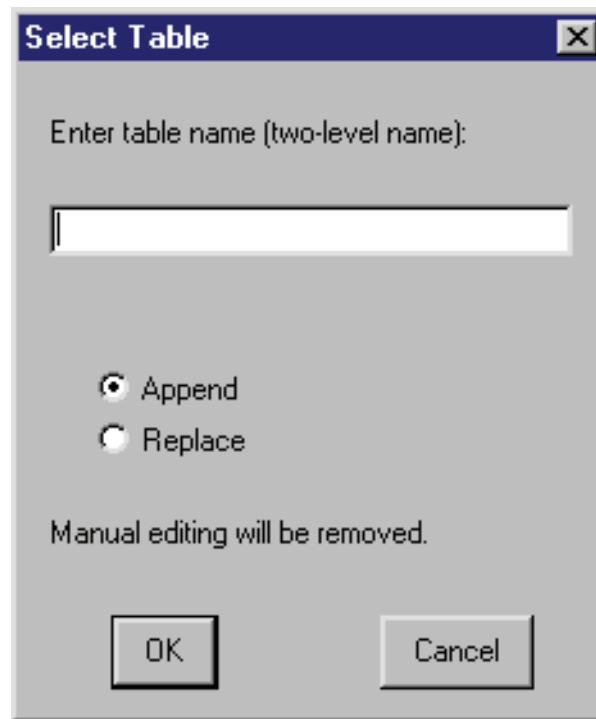 Select Table
Enter table name (two-level name):
Append
Replace
Manual editing will be removed.
OK Cancel